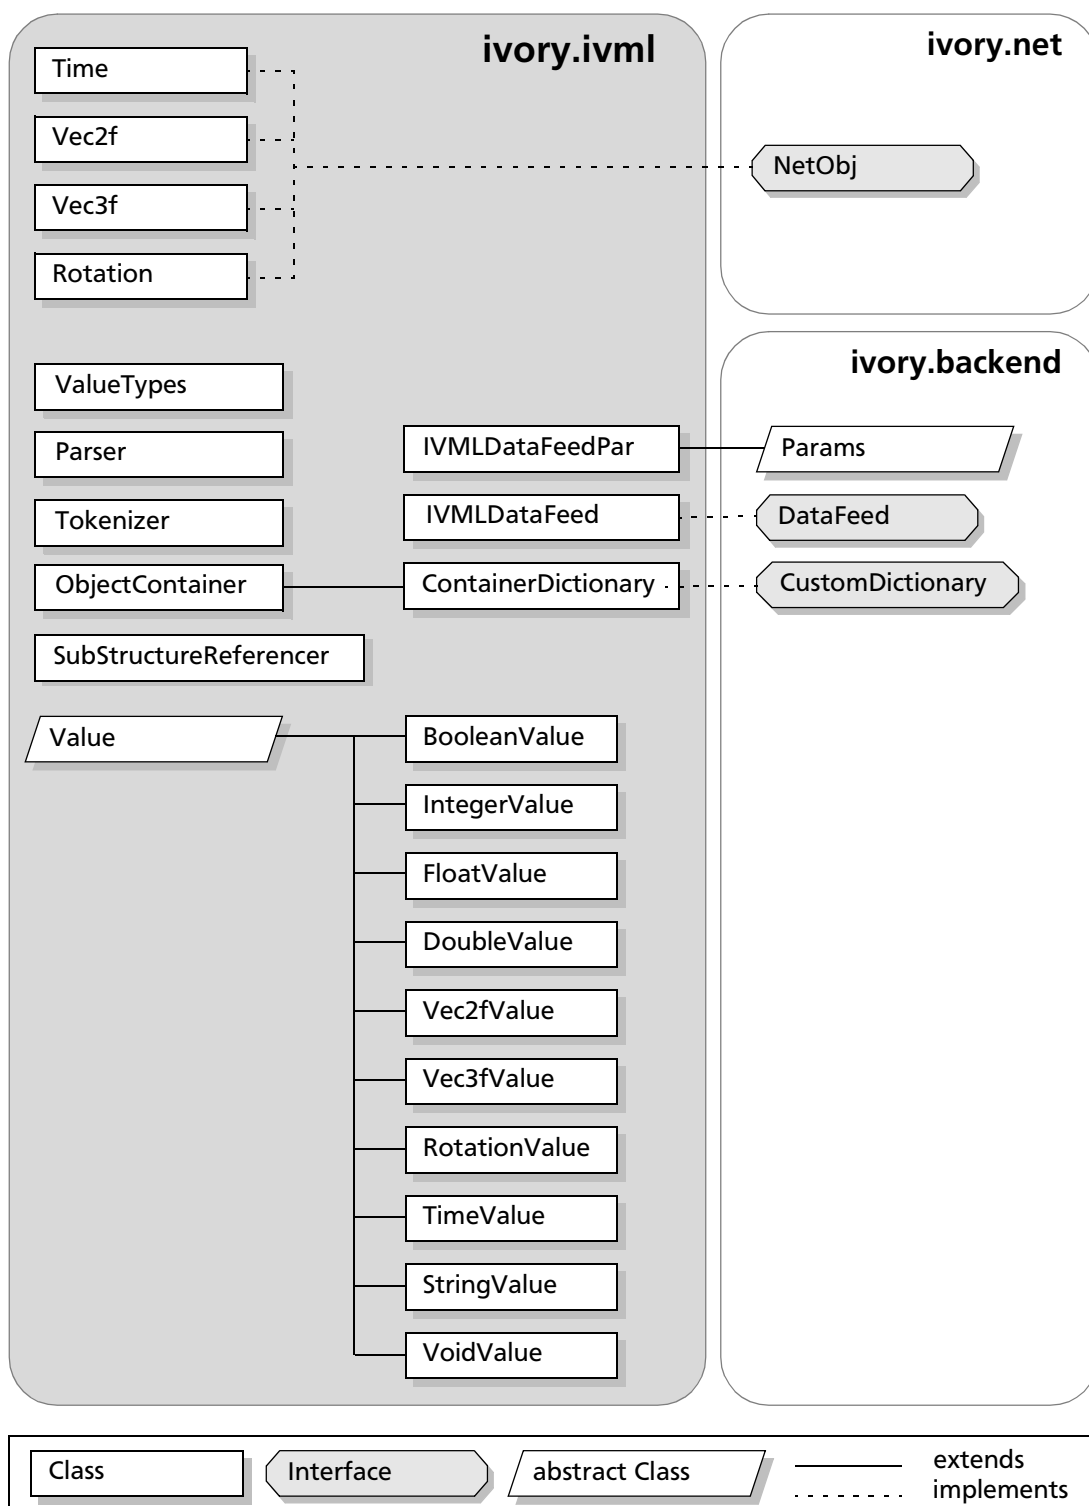 ivory.ivml
ivory.net
Time
Vec2f
NetObj
Vec3f
Rotation
ivory.backend
ValueTypes
Parser
IVMLDataFeedPar
Params
Tokenizer
IVMLDataFeed
DataFeed
ObjectContainer
ContainerDictionary
CustomDictionary
SubStructureReferencer
Value
BooleanValue
IntegerValue
FloatValue
DoubleValue
Vec2fValue
Vec3fValue
RotationValue
TimeValue
StringValue
VoidValue
Class
Interface
abstract Class
extends
implements